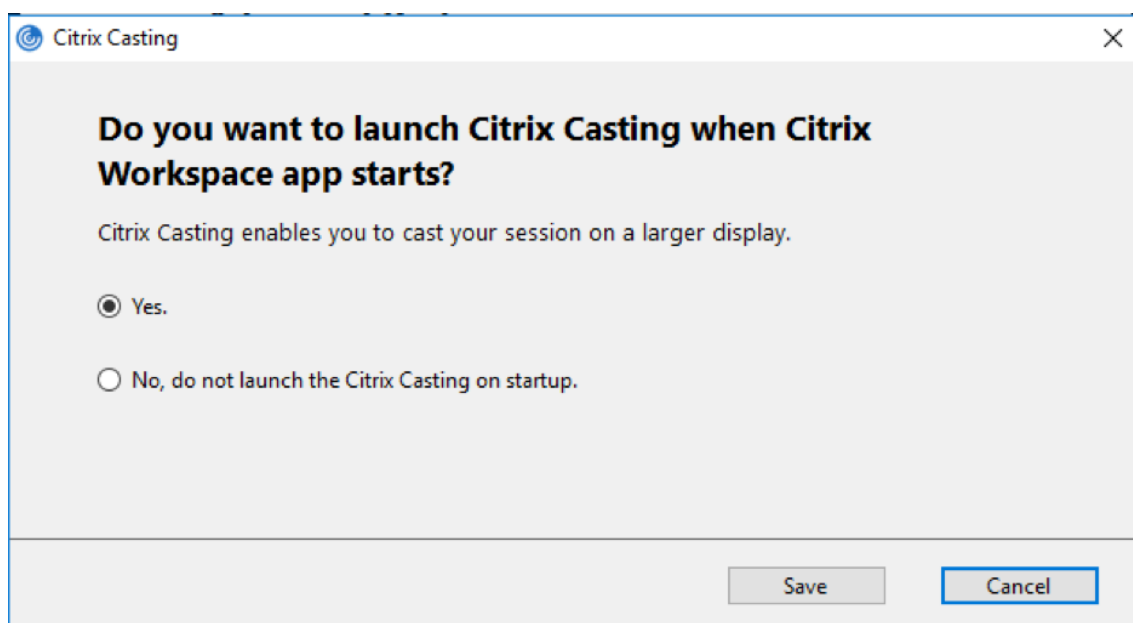 Citrix Casting
Do you want to launch Citrix Casting when Citrix
Workspace app starts?
Citrix Casting enables you to cast your session on a larger display.
Yes.
No, do not launch the Citrix Casting on startup.
Save
Cancel